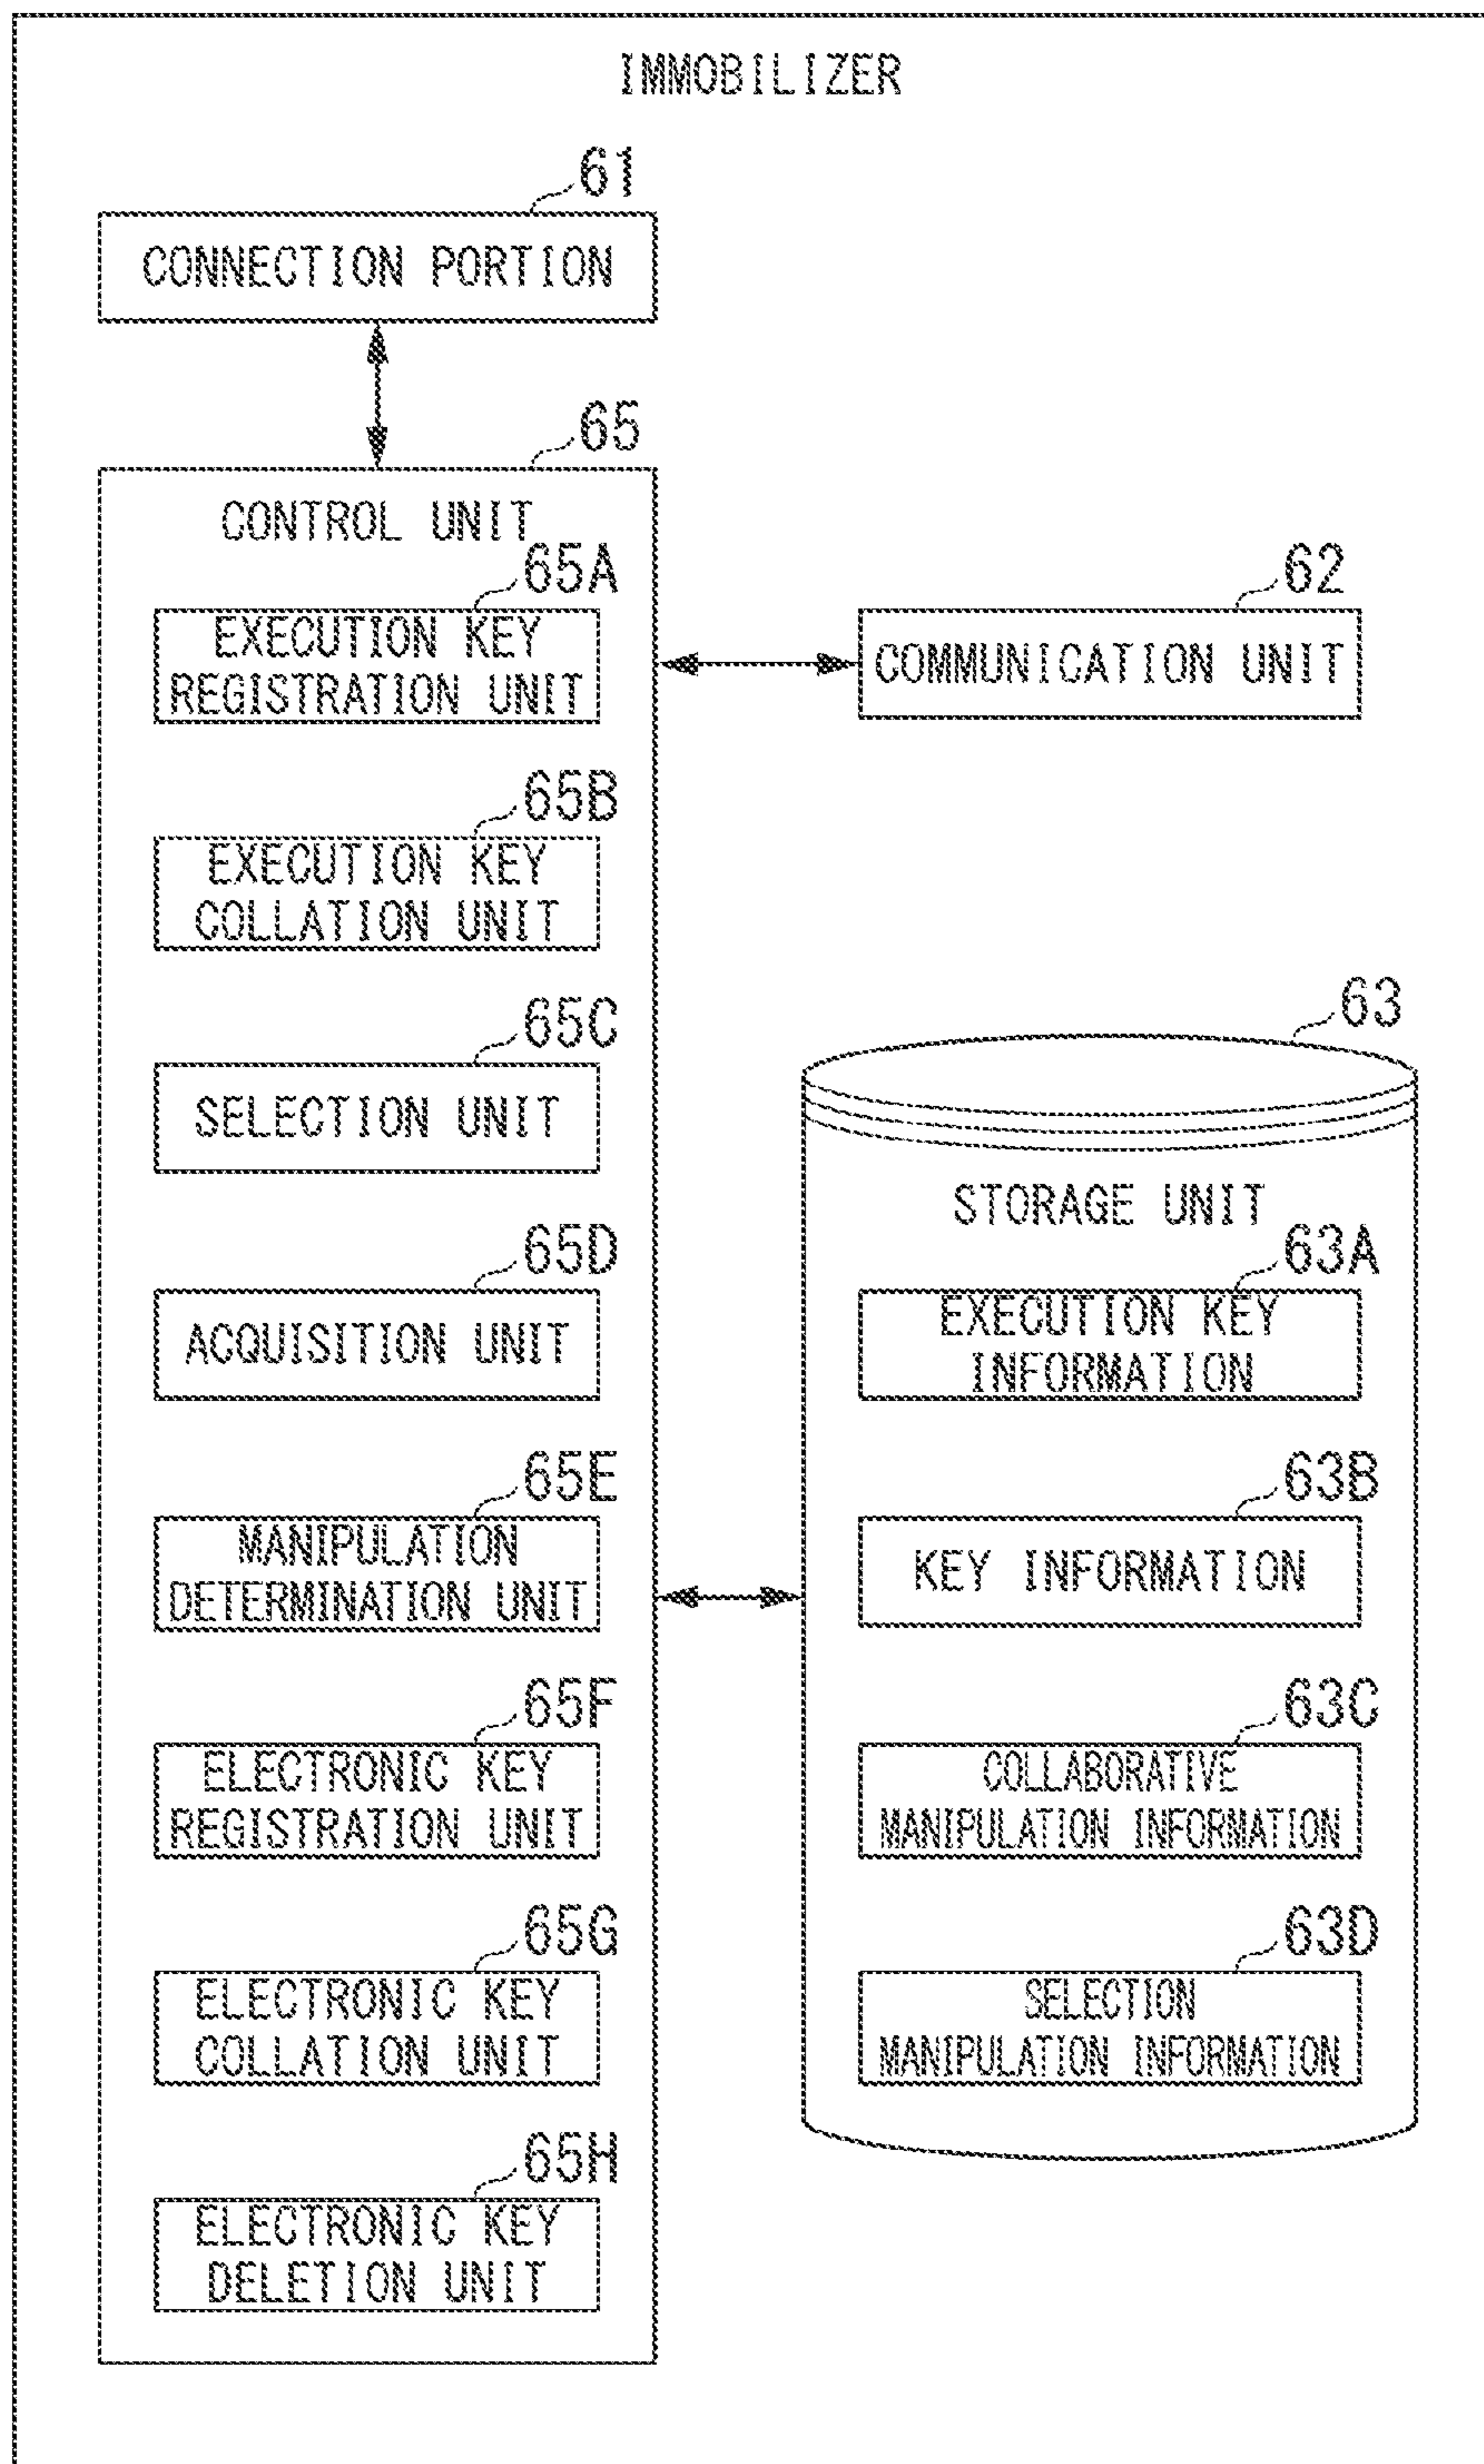 IMMOBILIZER
61
CONNECTION PORTION
65
CONTROL UNIT
65A
EXECUTION KEY
REGISTRATION UNIT
65B
EXECUTION KEY
COLLATION UNIT
65C
SELECTION UNIT
65D
ACQUISITION UNIT
65E
MANIPULATION
DETERMINATION UNIT
65F
ELECTRONIC KEY
REGISTRATION UNIT
65G
ELECTRONIC KEY
COLLATION UNIT
65H
ELECTRONIC KEY
DELETION UNIT
62
COMMUNICATION UNIT
63
STORAGE UNIT
63A
EXECUTION KEY
INFORMATION
63B
KEY INFORMATION
63C
COLLABORATIVE
MANIPULATION INFORMATION
63D
SELECTION
MANIPULATION INFORMATION